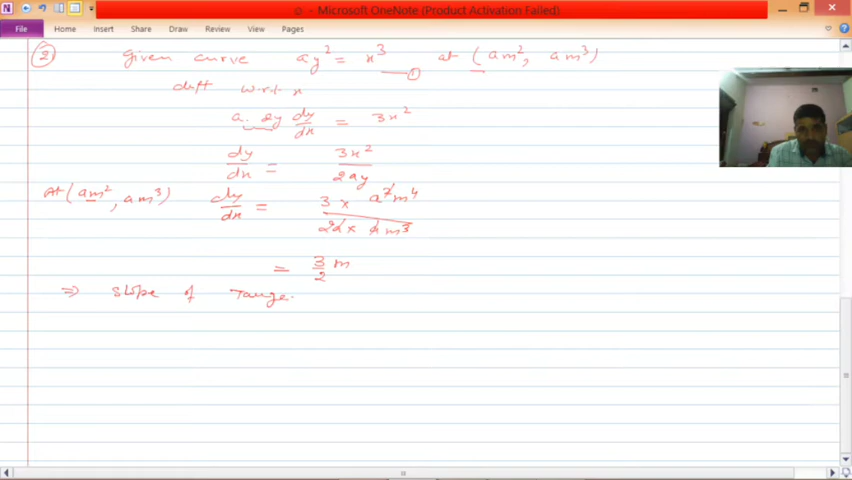 Microsoft OneNote (Product Activation Failed)
File Home Insert Share Draw Review View Pages
② given curve ay² = x³ —① at (am², am³)
diff w.r.t x
a. 2y dy/dx = 3x²
dy/dx = 3x²/2ay
At (am², am³) dy/dx = 3 × a²m⁴ / 2a × a m³
= 3/2 m
⇒ slope of Tange.